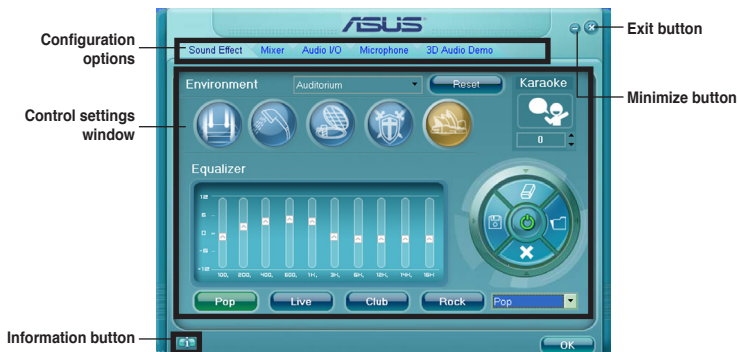 ASUS
Configuration options
Exit button
Sound Effect Mixer Audio I/O Microphone 3D Audio Demo
Minimize button
Control settings window
Environment Auditorium Reset Karaoke
0
Equalizer
12
6
0
-6
-12
100, 200, 400, 600, 1K, 3K, 6K, 12K, 14K, 16K
Pop Live Club Rock Pop
Information button
i
OK